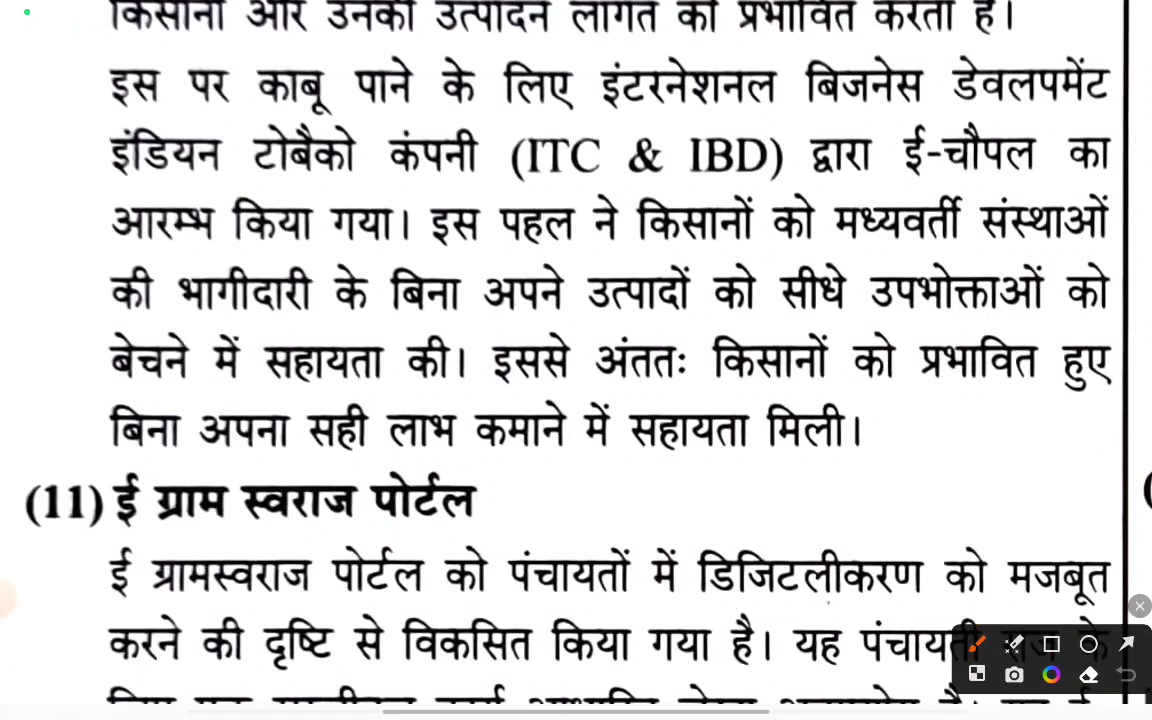 किसानों और उनकी उत्पादन लागत को प्रभावित करता है।
इस पर काबू पाने के लिए इंटरनेशनल बिजनेस डेवलपमेंट
इंडियन टोबैको कंपनी (ITC & IBD) द्वारा ई-चौपल का
आरम्भ किया गया। इस पहल ने किसानों को मध्यवर्ती संस्थाओं
की भागीदारी के बिना अपने उत्पादों को सीधे उपभोक्ताओं को
बेचने में सहायता की। इससे अंततः किसानों को प्रभावित हुए
बिना अपना सही लाभ कमाने में सहायता मिली।
(11) ई ग्राम स्वराज पोर्टल
ई ग्रामस्वराज पोर्टल को पंचायतों में डिजिटलीकरण को मजबूत
करने की दृष्टि से विकसित किया गया है। यह पंचायती राज के